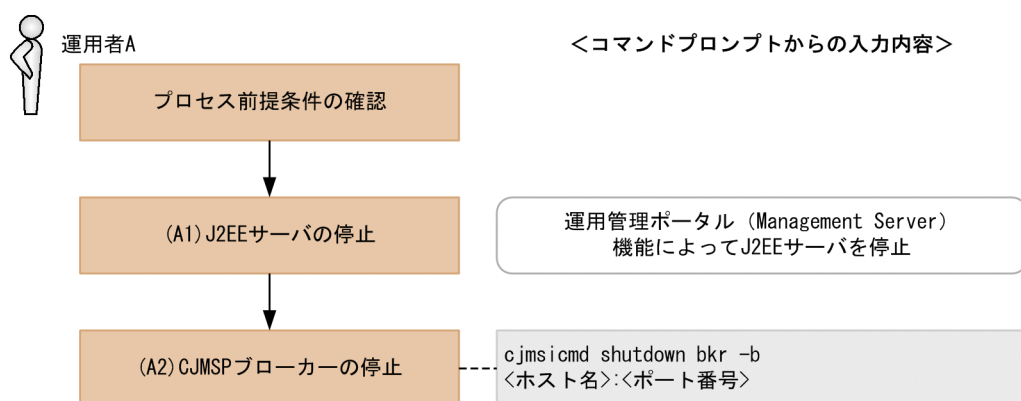 運用者A
<コマンドプロンプトからの入力内容>
プロセス前提条件の確認
(A1)J2EEサーバの停止
運用管理ポータル（Management Server）
機能によってJ2EEサーバを停止
(A2)CJMSPブローカーの停止
cjmsicmd shutdown bkr -b
<ホスト名>:<ポート番号>